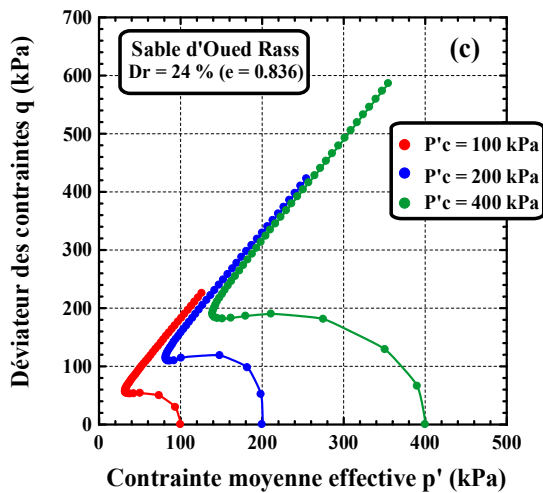 700
600
500
400
300
200
100
0
Déviateur des contraintes q (kPa)
Sable d'Oued Rass
Dr = 24 % (e = 0.836)
(c)
P'c = 100 kPa
P'c = 200 kPa
P'c = 400 kPa
0 100 200 300 400 500
Contrainte moyenne effective p' (kPa)